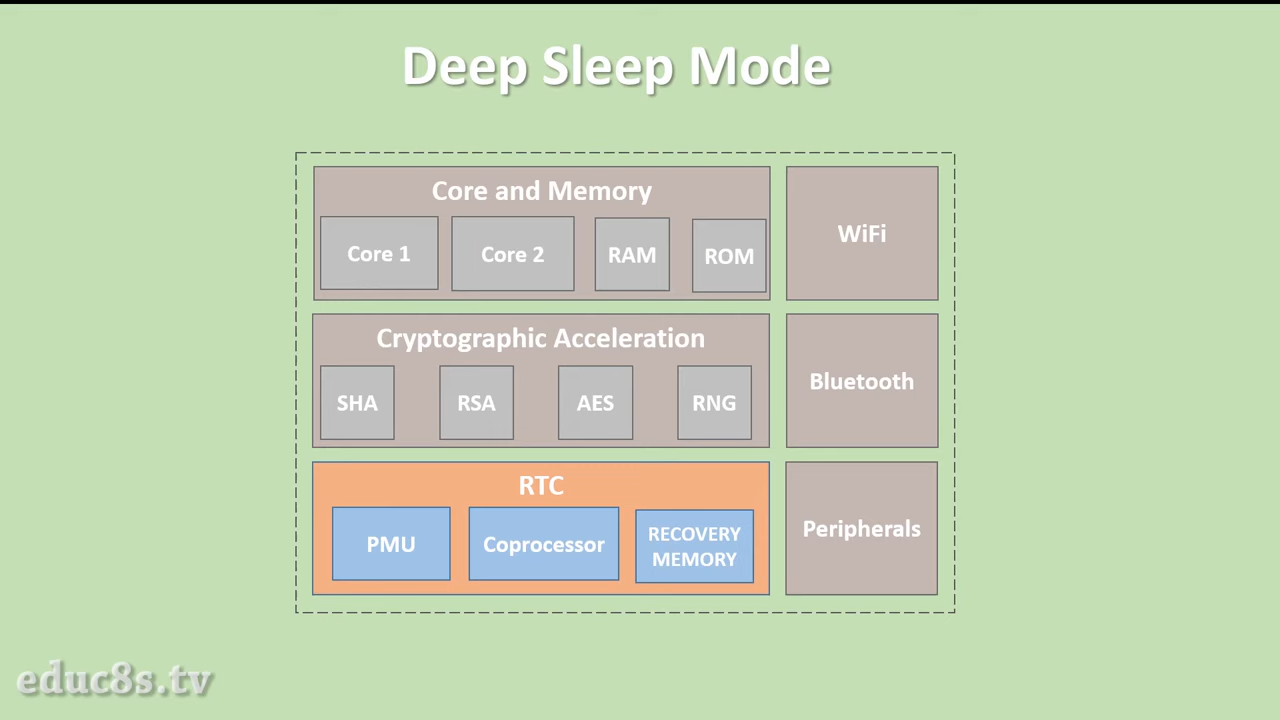 Deep Sleep Mode
Core and Memory
Core 1
Core 2
RAM
ROM
WiFi
Cryptographic Acceleration
SHA
RSA
AES
RNG
Bluetooth
RTC
PMU
Coprocessor
RECOVERY
MEMORY
Peripherals
educ8s.tv